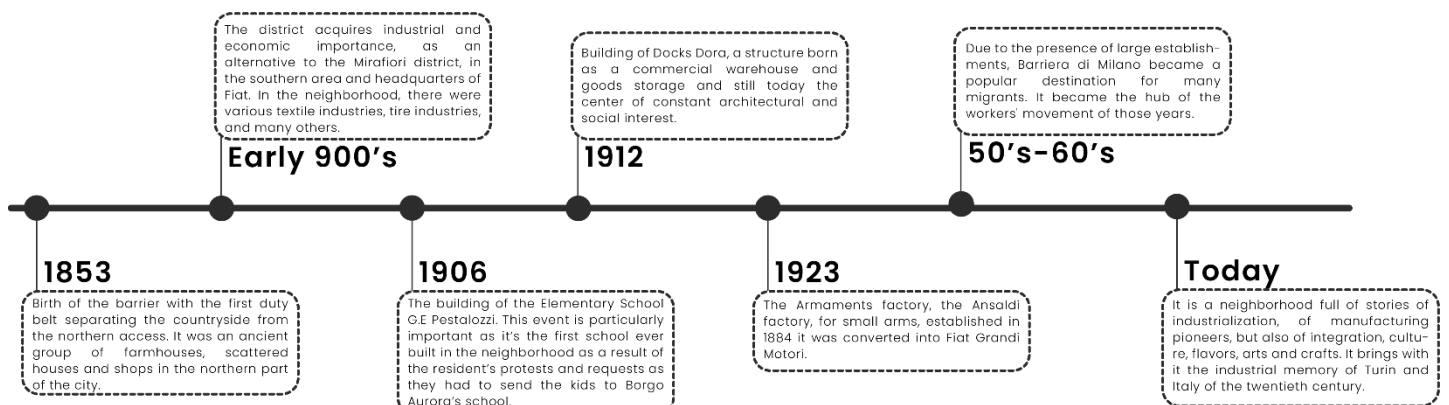 The district acquires industrial and
economic importance, as an
alternative to the Mirafiori district, in
the southern area and headquarters of
Fiat. In the neighborhood, there were
various textile industries, tire industries,
and many others.
Early 900's
Building of Docks Dora, a structure born
as a commercial warehouse and
goods storage and still today the
center of constant architectural and
social interest.
1912
Due to the presence of large establish-
ments, Barriera di Milano became a
popular destination for many
migrants. It became the hub of the
workers' movement of those years.
50's-60's
1853
Birth of the barrier with the first duty
belt separating the countryside from
the northern access. It was an ancient
group of farmhouses, scattered
houses and shops in the northern part
of the city.
1906
The building of the Elementary School
G.E Pestalozzi. This event is particularly
important as it's the first school ever
built in the neighborhood as a result of
the resident's protests and requests as
they had to send the kids to Borgo
Aurora's school.
1923
The Armaments factory, the Ansaldi
factory, for small arms, established in
1884 it was converted into Fiat Grandi
Motori.
Today
It is a neighborhood full of stories of
industrialization, of manufacturing
pioneers, but also of integration, cultu-
re, flavors, arts and crafts. It brings with
it the industrial memory of Turin and
Italy of the twentieth century.